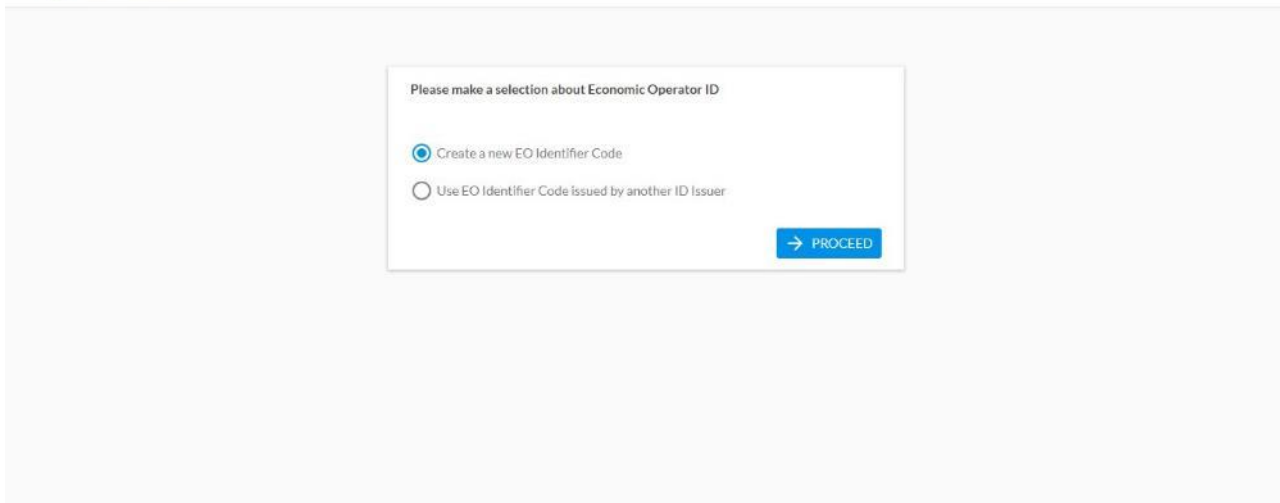 Please make a selection about Economic Operator ID
Create a new EO Identifier Code
Use EO Identifier Code issued by another ID Issuer
PROCEED